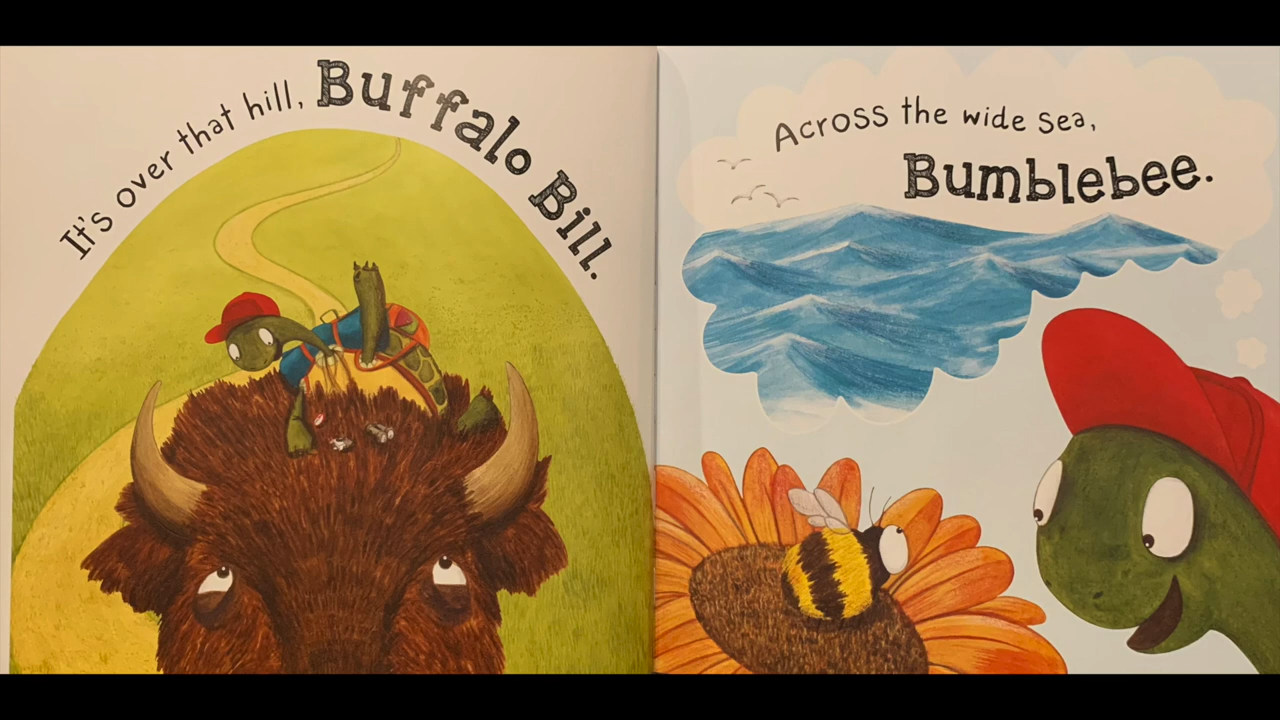 It's over that hill, Buffalo Bill.
Across the wide sea,
Bumblebee.